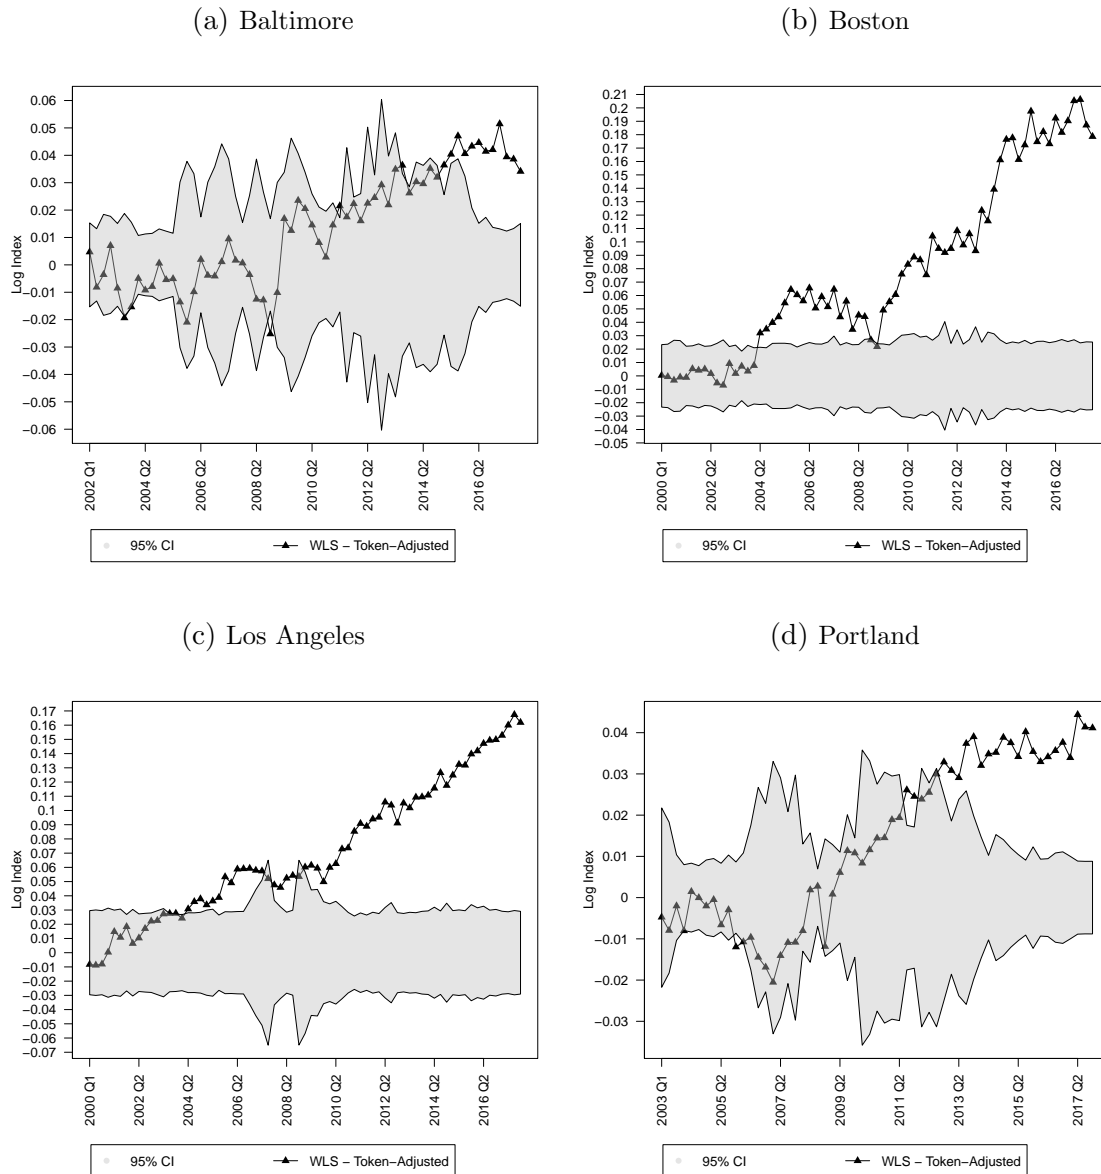 (a) Baltimore
Log Index
0.06
0.05
0.04
0.03
0.02
0.01
0
−0.01
−0.02
−0.03
−0.04
−0.05
−0.06
2002 Q1
2004 Q2
2006 Q2
2008 Q2
2010 Q2
2012 Q2
2014 Q2
2016 Q2
95% CI
WLS − Token−Adjusted
(b) Boston
Log Index
0.21
0.2
0.19
0.18
0.17
0.16
0.15
0.14
0.13
0.12
0.11
0.1
0.09
0.08
0.07
0.06
0.05
0.04
0.03
0.02
0.01
0
−0.01
−0.02
−0.03
−0.04
−0.05
2000 Q1
2002 Q2
2004 Q2
2006 Q2
2008 Q2
2010 Q2
2012 Q2
2014 Q2
2016 Q2
95% CI
WLS − Token−Adjusted
(c) Los Angeles
Log Index
0.17
0.16
0.15
0.14
0.13
0.12
0.11
0.1
0.09
0.08
0.07
0.06
0.05
0.04
0.03
0.02
0.01
0
−0.01
−0.02
−0.03
−0.04
−0.05
−0.06
−0.07
2000 Q1
2002 Q2
2004 Q2
2006 Q2
2008 Q2
2010 Q2
2012 Q2
2014 Q2
2016 Q2
95% CI
WLS − Token−Adjusted
(d) Portland
Log Index
0.04
0.03
0.02
0.01
0
−0.01
−0.02
−0.03
2003 Q1
2005 Q2
2007 Q2
2009 Q2
2011 Q2
2013 Q2
2015 Q2
2017 Q2
95% CI
WLS − Token−Adjusted